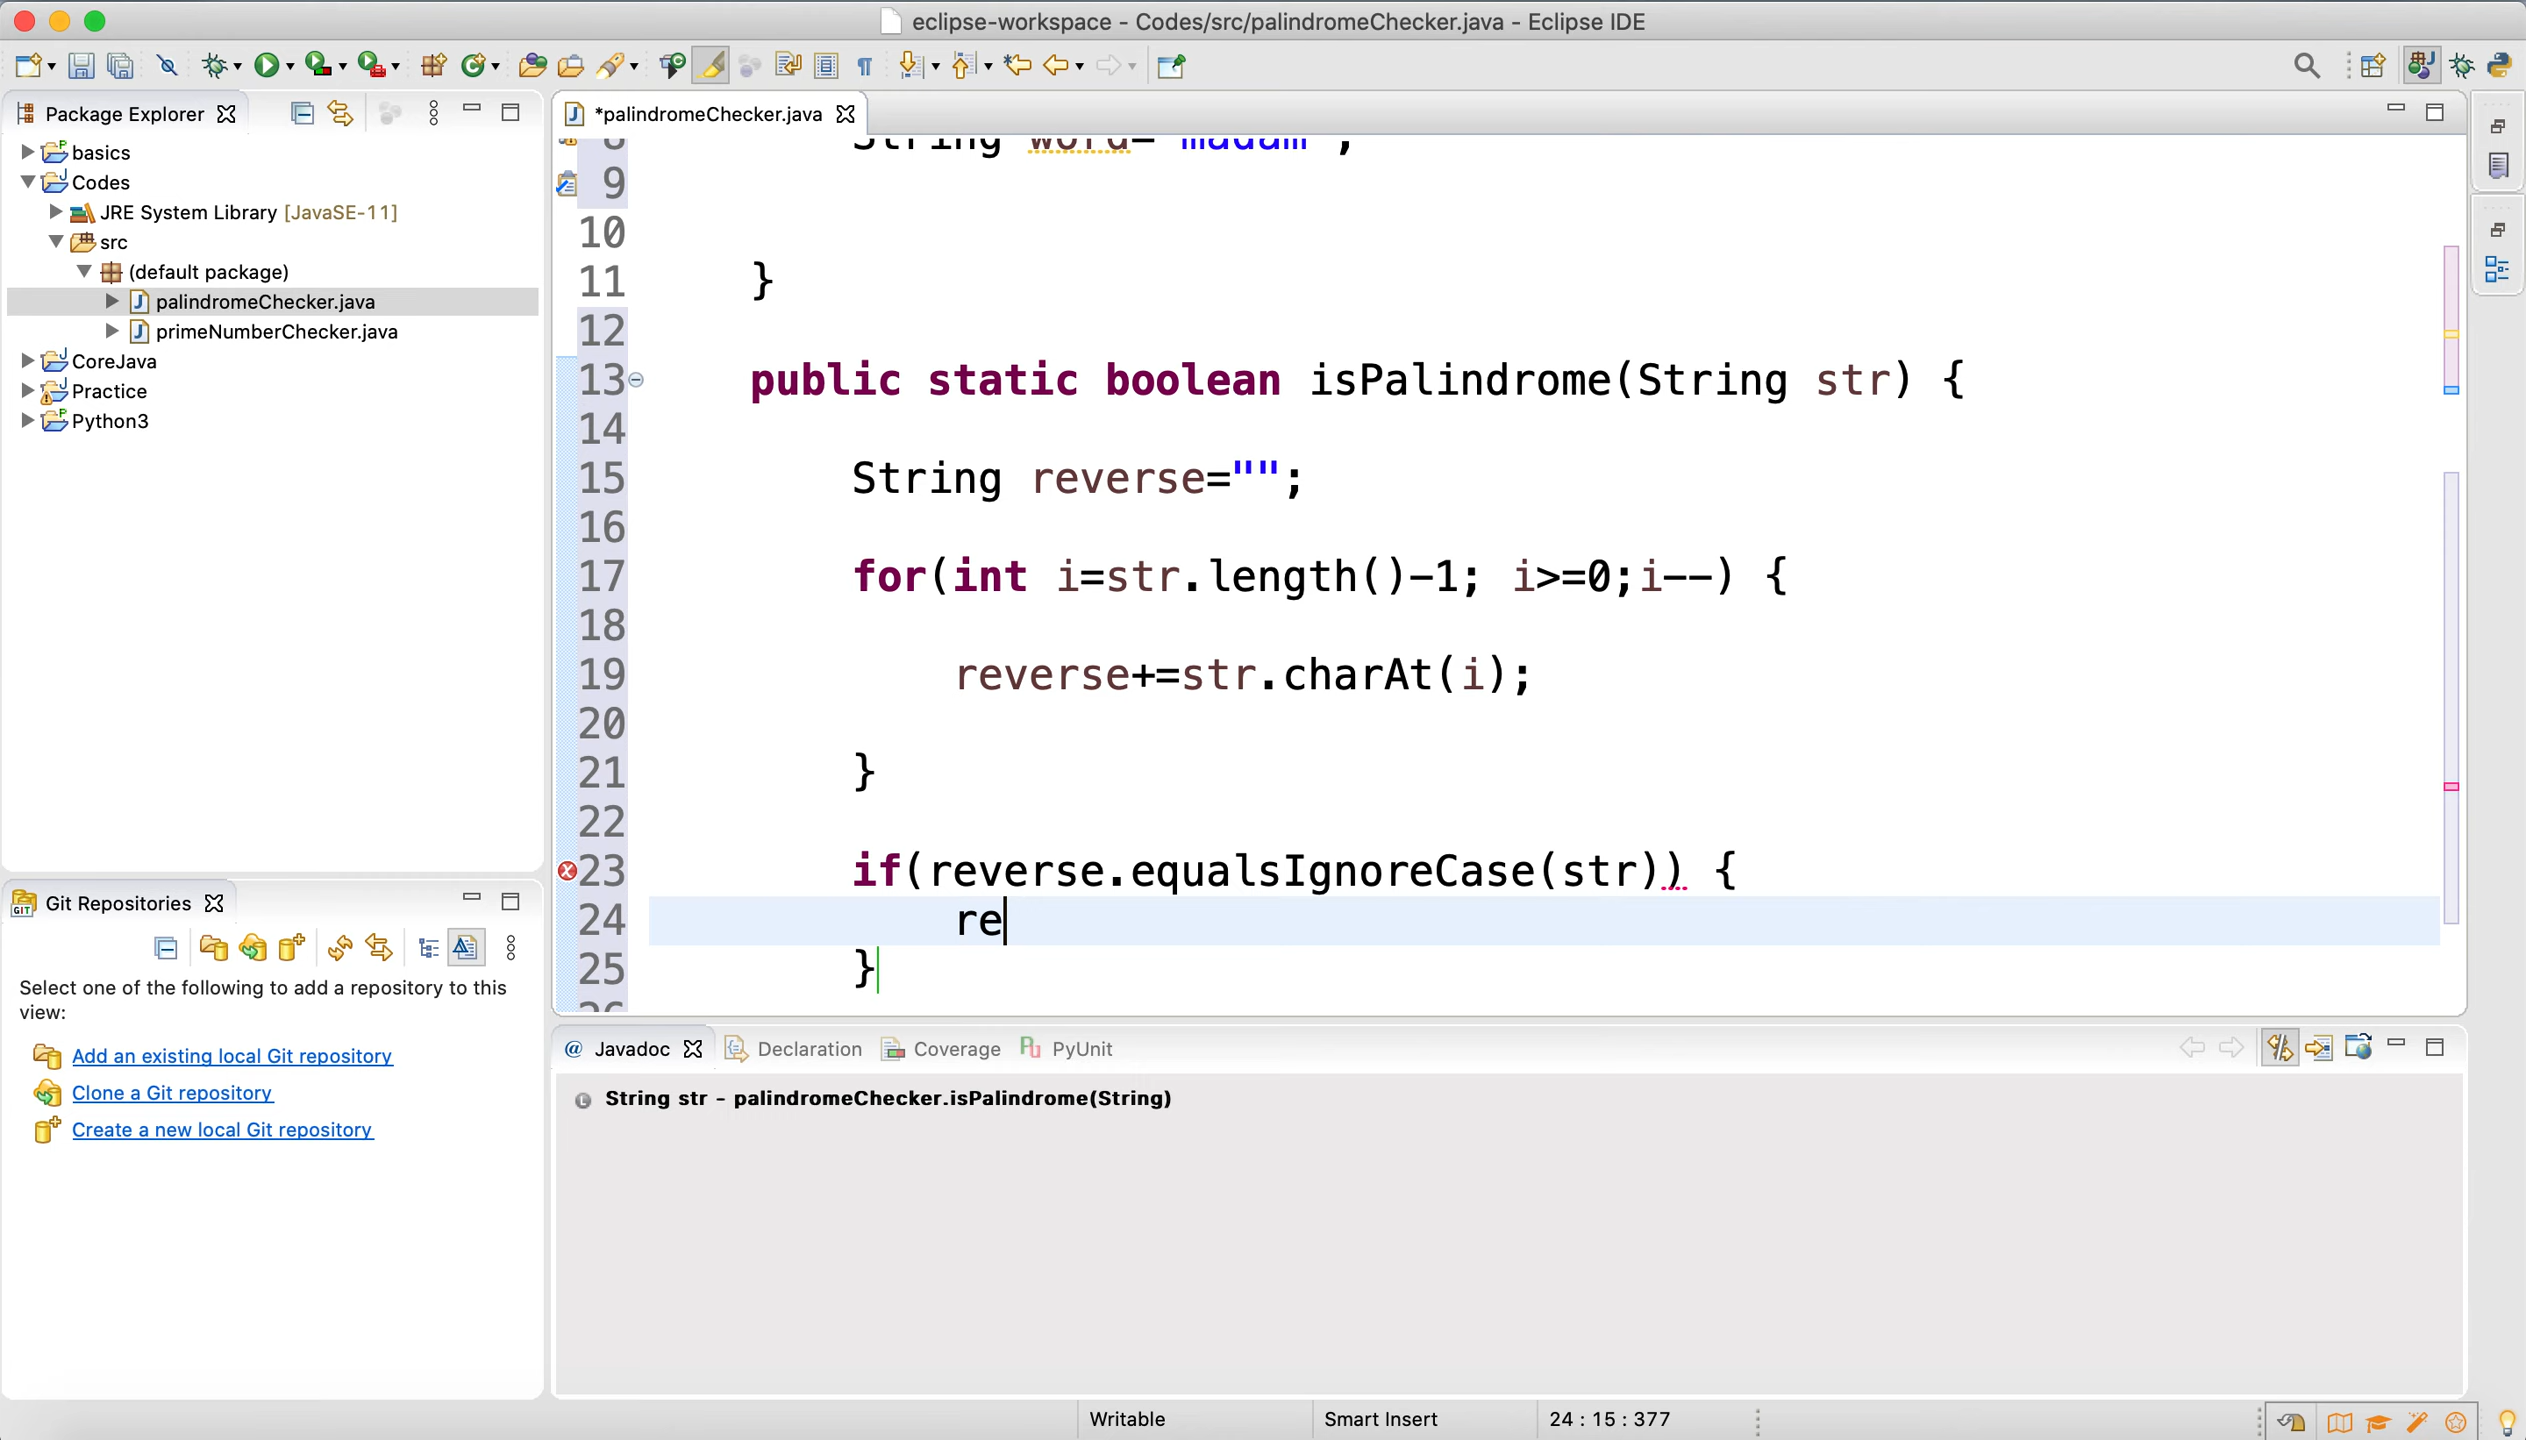 eclipse-workspace - Codes/src/palindromeChecker.java - Eclipse IDE
Package Explorer
basics
Codes
JRE System Library [JavaSE-11]
src
(default package)
palindromeChecker.java
primeNumberChecker.java
CoreJava
Practice
Python3
Git Repositories
Select one of the following to add a repository to this
view:
Add an existing local Git repository
Clone a Git repository
Create a new local Git repository
*palindromeChecker.java
8 String word="madam";
9
10
11 }
12
13 public static boolean isPalindrome(String str) {
14
15 String reverse="";
16
17 for(int i=str.length()-1; i>=0;i--) {
18
19 reverse+=str.charAt(i);
20
21 }
22
23 if(reverse.equalsIgnoreCase(str)) {
24 re
25 }
26
@ Javadoc Declaration Coverage PyUnit
String str - palindromeChecker.isPalindrome(String)
Writable Smart Insert 24 : 15 : 377